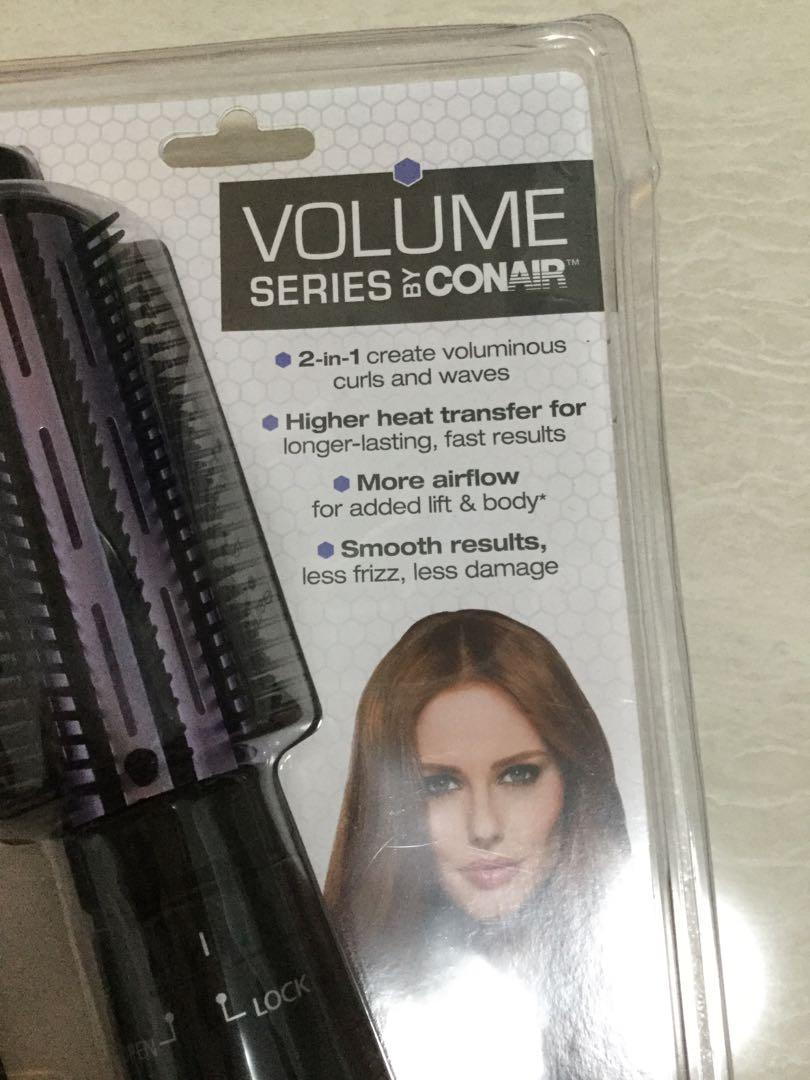 VOLUME
SERIES BY CONAIR™
2-in-1 create voluminous
curls and waves
Higher heat transfer for
longer-lasting, fast results
More airflow
for added lift & body*
Smooth results,
less frizz, less damage
LOCK